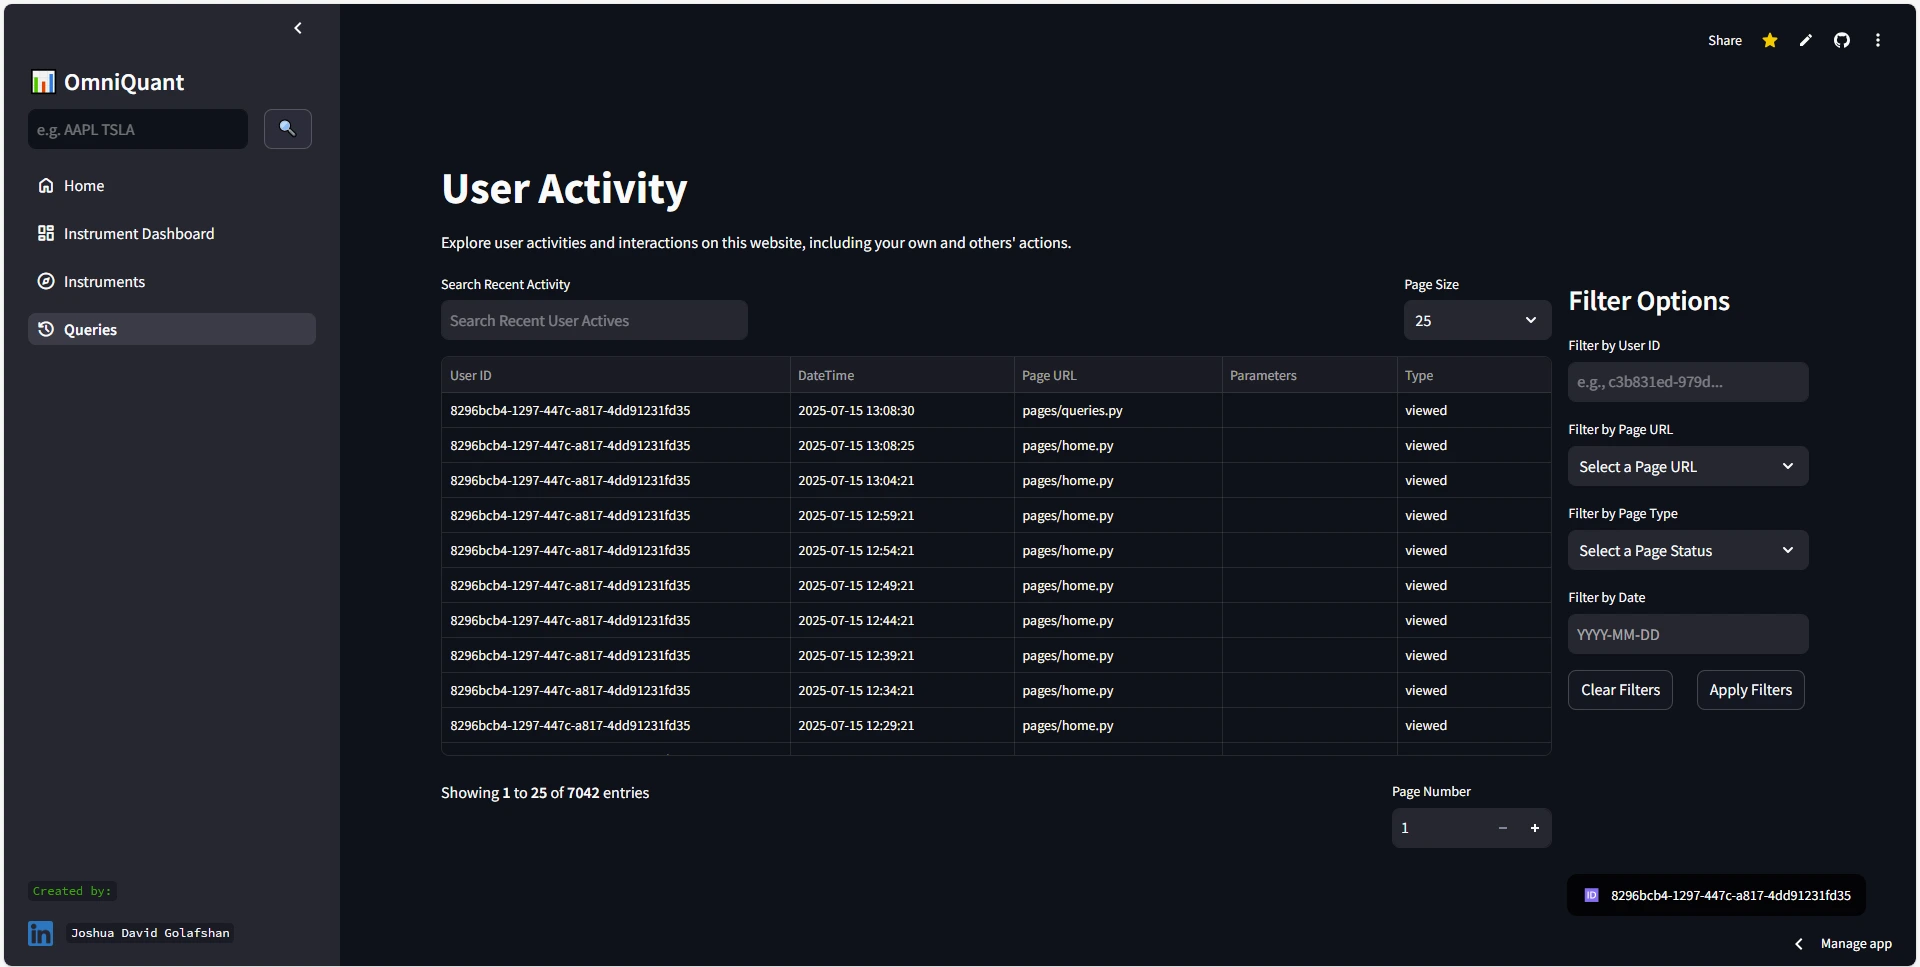 OmniQuant
e.g. AAPL TSLA
Home
Instrument Dashboard
Instruments
Queries
Created by:
in
Joshua David Golafshan
Share
User Activity
Explore user activities and interactions on this website, including your own and others' actions.
Search Recent Activity
Search Recent User Actives
Page Size
25
User ID DateTime Page URL Parameters Type
8296bcb4-1297-447c-a817-4dd91231fd35 2025-07-15 13:08:30 pages/queries.py viewed
8296bcb4-1297-447c-a817-4dd91231fd35 2025-07-15 13:08:25 pages/home.py viewed
8296bcb4-1297-447c-a817-4dd91231fd35 2025-07-15 13:04:21 pages/home.py viewed
8296bcb4-1297-447c-a817-4dd91231fd35 2025-07-15 12:59:21 pages/home.py viewed
8296bcb4-1297-447c-a817-4dd91231fd35 2025-07-15 12:54:21 pages/home.py viewed
8296bcb4-1297-447c-a817-4dd91231fd35 2025-07-15 12:49:21 pages/home.py viewed
8296bcb4-1297-447c-a817-4dd91231fd35 2025-07-15 12:44:21 pages/home.py viewed
8296bcb4-1297-447c-a817-4dd91231fd35 2025-07-15 12:39:21 pages/home.py viewed
8296bcb4-1297-447c-a817-4dd91231fd35 2025-07-15 12:34:21 pages/home.py viewed
8296bcb4-1297-447c-a817-4dd91231fd35 2025-07-15 12:29:21 pages/home.py viewed
Showing 1 to 25 of 7042 entries
Page Number
1
Filter Options
Filter by User ID
e.g., c3b831ed-979d...
Filter by Page URL
Select a Page URL
Filter by Page Type
Select a Page Status
Filter by Date
YYYY-MM-DD
Clear Filters Apply Filters
ID 8296bcb4-1297-447c-a817-4dd91231fd35
Manage app